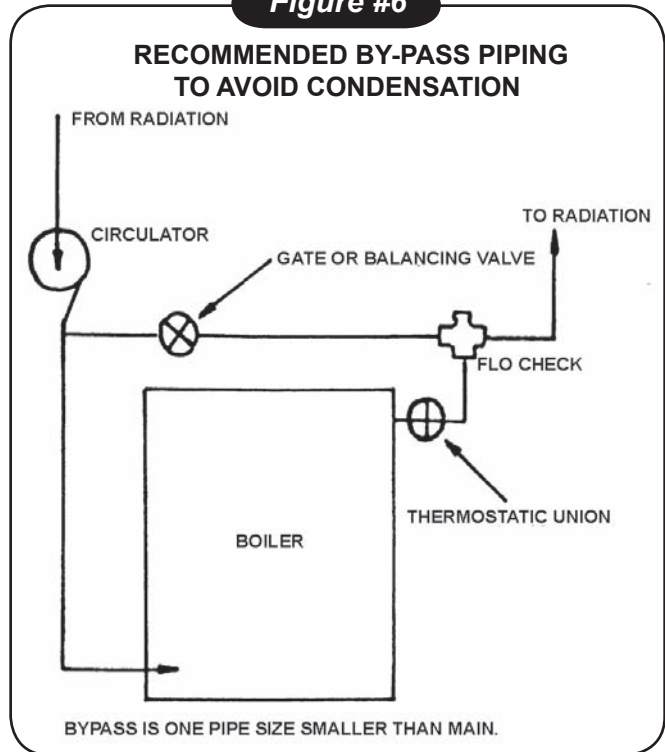 Figure #6
RECOMMENDED BY-PASS PIPING
TO AVOID CONDENSATION
FROM RADIATION
CIRCULATOR
TO RADIATION
GATE OR BALANCING VALVE
FLO CHECK
THERMOSTATIC UNION
BOILER
BYPASS IS ONE PIPE SIZE SMALLER THAN MAIN.